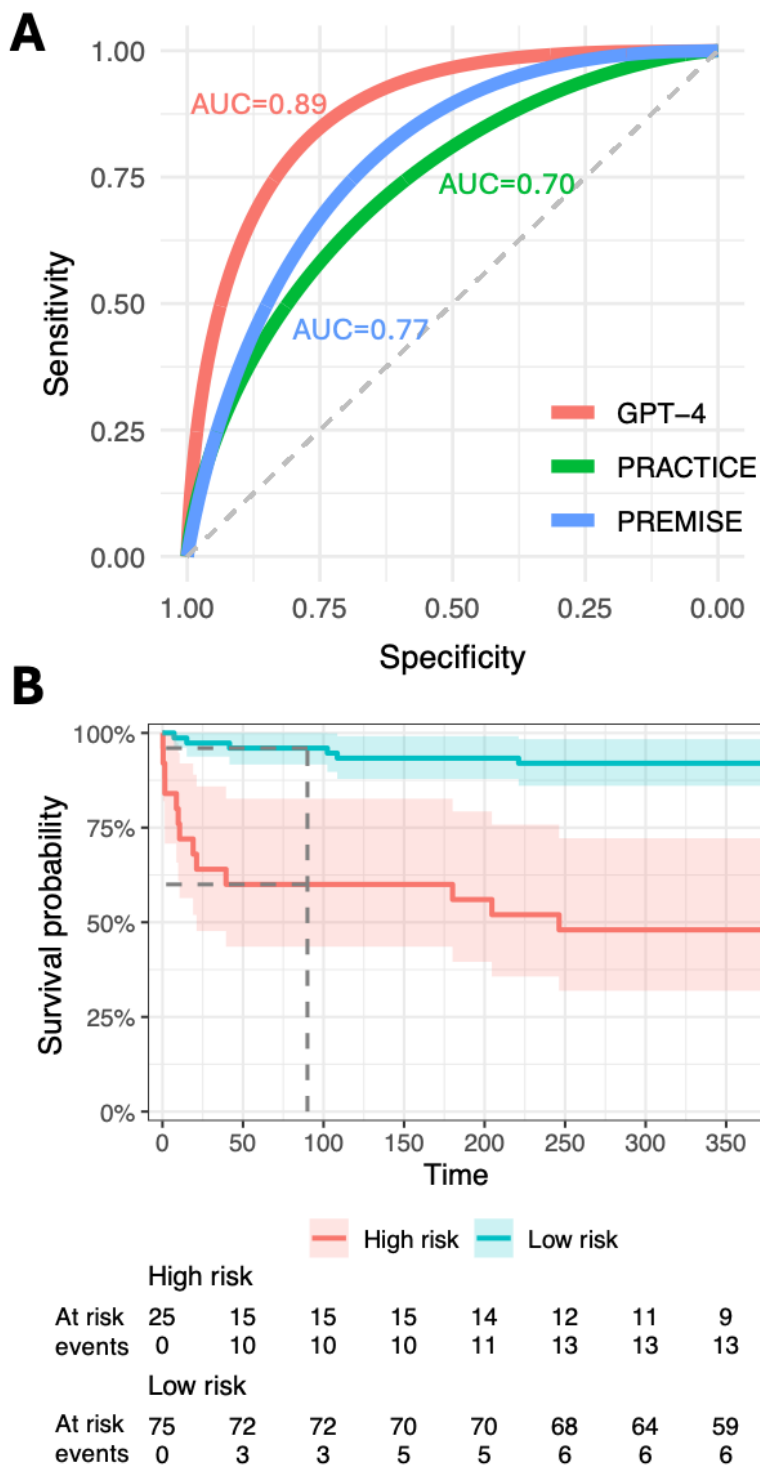 A
1.00
0.75
0.50
0.25
0.00
Sensitivity
AUC=0.89
AUC=0.70
AUC=0.77
GPT−4
PRACTICE
PREMISE
1.00 0.75 0.50 0.25 0.00
Specificity
B
100%
75%
50%
25%
0%
Survival probability
0 50 100 150 200 250 300 350
Time
High risk Low risk
High risk
At risk 25 15 15 15 14 12 11 9
events 0 10 10 10 11 13 13 13
Low risk
At risk 75 72 72 70 70 68 64 59
events 0 3 3 5 5 6 6 6